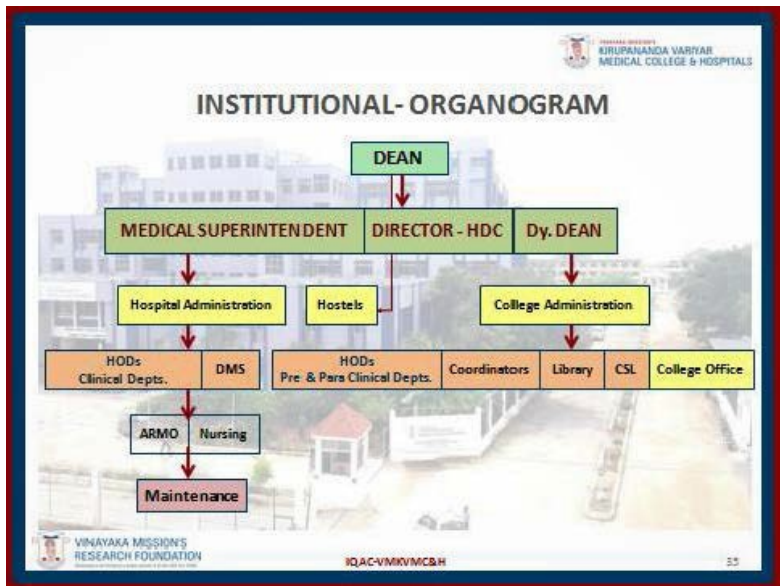 VINAYAKA MISSION'S
KIRUPANANDA VARIYAR
MEDICAL COLLEGE & HOSPITALS
INSTITUTIONAL- ORGANOGRAM
DEAN
MEDICAL SUPERINTENDENT
DIRECTOR - HDC
Dy. DEAN
Hospital Administration
Hostels
College Administration
HODs
Clinical Depts.
DMS
HODs
Pre & Para Clinical Depts.
Coordinators
Library
CSL
College Office
ARMO
Nursing
Maintenance
VINAYAKA MISSION'S
RESEARCH FOUNDATION
IQAC-VMKVMC&H